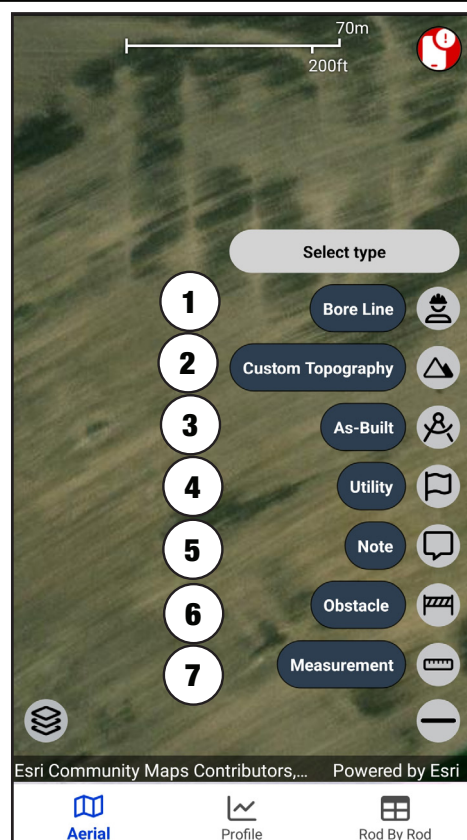 70m
200ft
Select type
1
Bore Line
2
Custom Topography
3
As-Built
4
Utility
5
Note
6
Obstacle
7
Measurement
Esri Community Maps Contributors,... Powered by Esri
Aerial Profile Rod By Rod